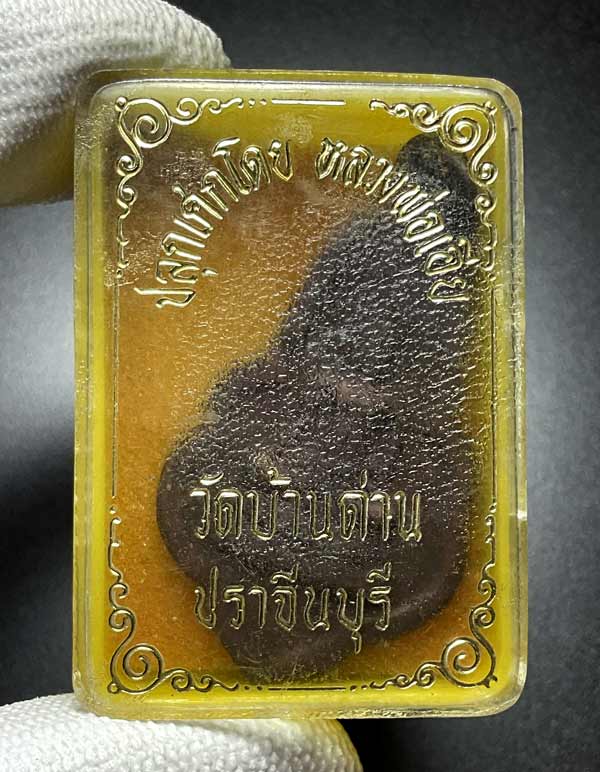 ปลุกเศกโดย หลวงพ่อเอีย
วัดบ้านด่าน
ปราจีนบุรี